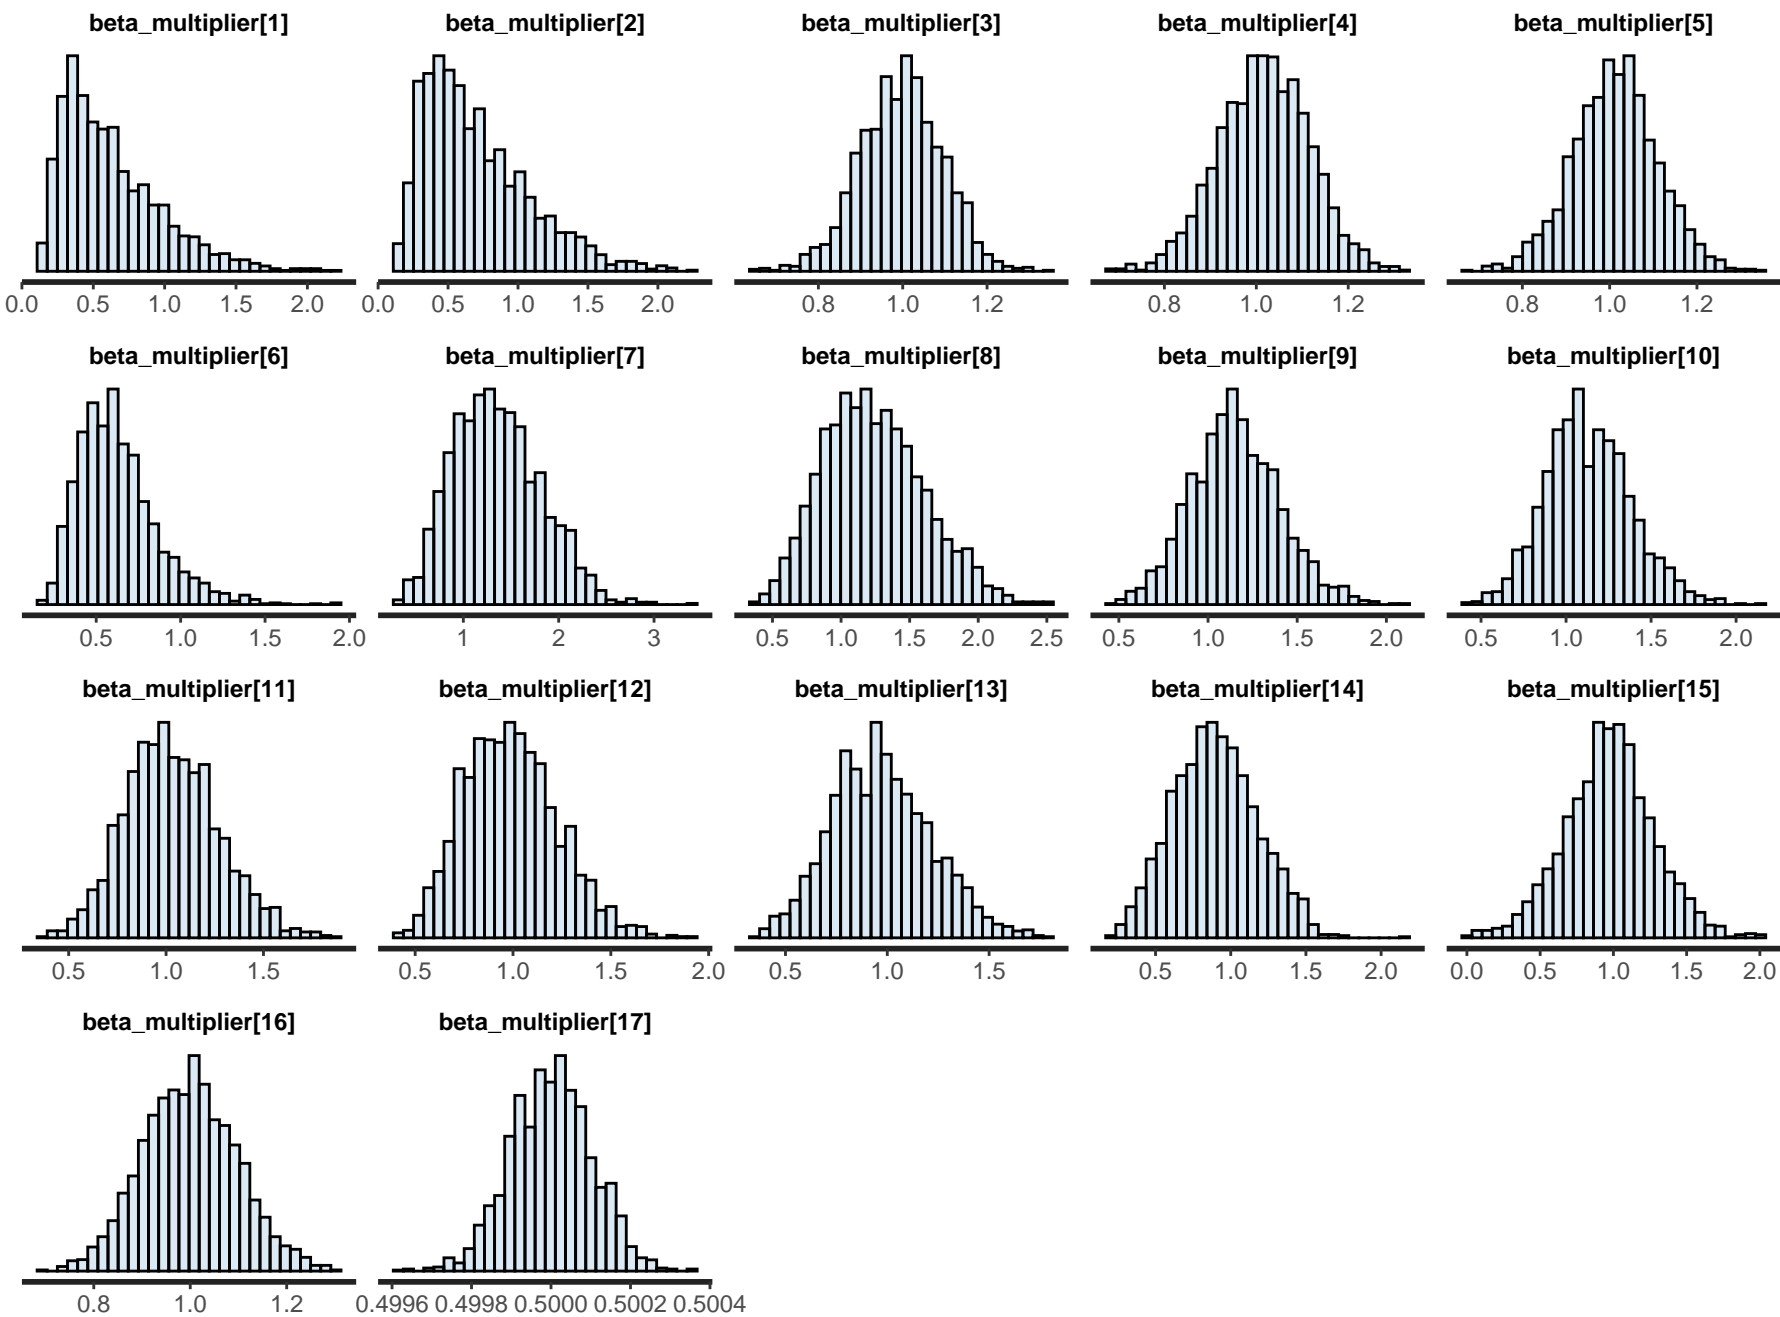 beta_multiplier[1] beta_multiplier[2] beta_multiplier[3] beta_multiplier[4] beta_multiplier[5]
0.0 0.5 1.0 1.5 2.0 0.0 0.5 1.0 1.5 2.0 0.8 1.0 1.2 0.8 1.0 1.2 0.8 1.0 1.2
beta_multiplier[6] beta_multiplier[7] beta_multiplier[8] beta_multiplier[9] beta_multiplier[10]
0.5 1.0 1.5 2.0 1 2 3 0.5 1.0 1.5 2.0 2.5 0.5 1.0 1.5 2.0 0.5 1.0 1.5 2.0
beta_multiplier[11] beta_multiplier[12] beta_multiplier[13] beta_multiplier[14] beta_multiplier[15]
0.5 1.0 1.5 0.5 1.0 1.5 2.0 0.5 1.0 1.5 0.5 1.0 1.5 2.0 0.0 0.5 1.0 1.5 2.0
beta_multiplier[16] beta_multiplier[17]
0.8 1.0 1.2 0.4996 0.4998 0.5000 0.5002 0.5004